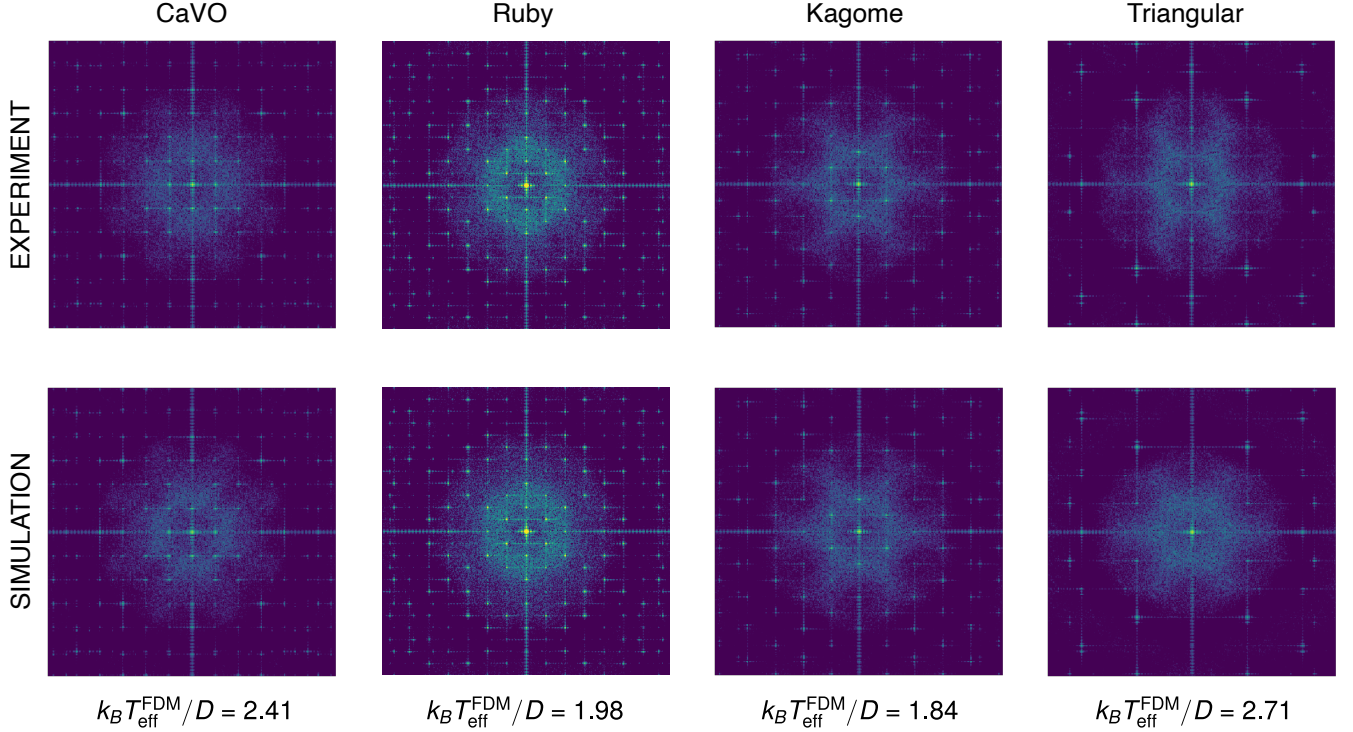 CaVO Ruby Kagome Triangular
EXPERIMENT
SIMULATION
k_B T_eff^FDM/D = 2.41 k_B T_eff^FDM/D = 1.98 k_B T_eff^FDM/D = 1.84 k_B T_eff^FDM/D = 2.71